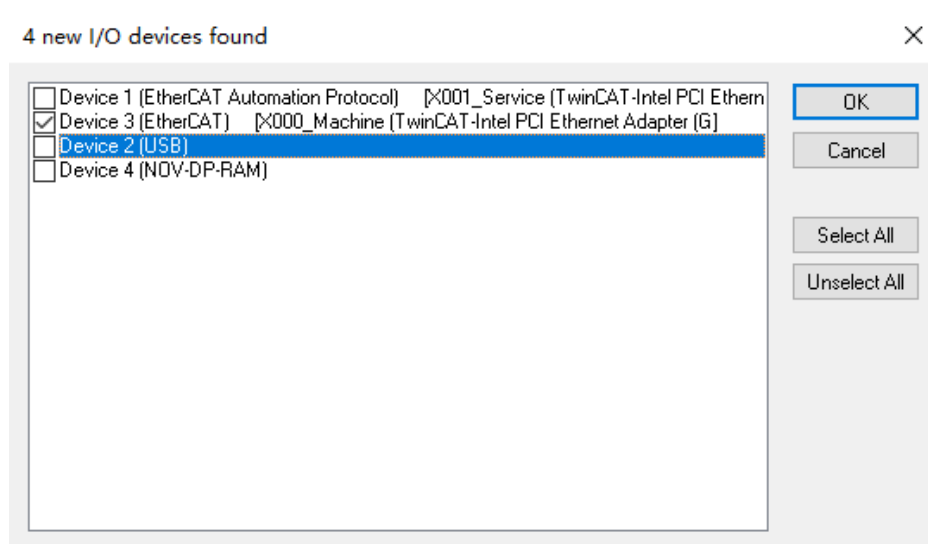 4 new I/O devices found
Device 1 (EtherCAT Automation Protocol) [X001_Service (TwinCAT-Intel PCI Ethern
Device 3 (EtherCAT) [X000_Machine (TwinCAT-Intel PCI Ethernet Adapter (G]
Device 2 (USB)
Device 4 (NOV-DP-RAM)
OK
Cancel
Select All
Unselect All